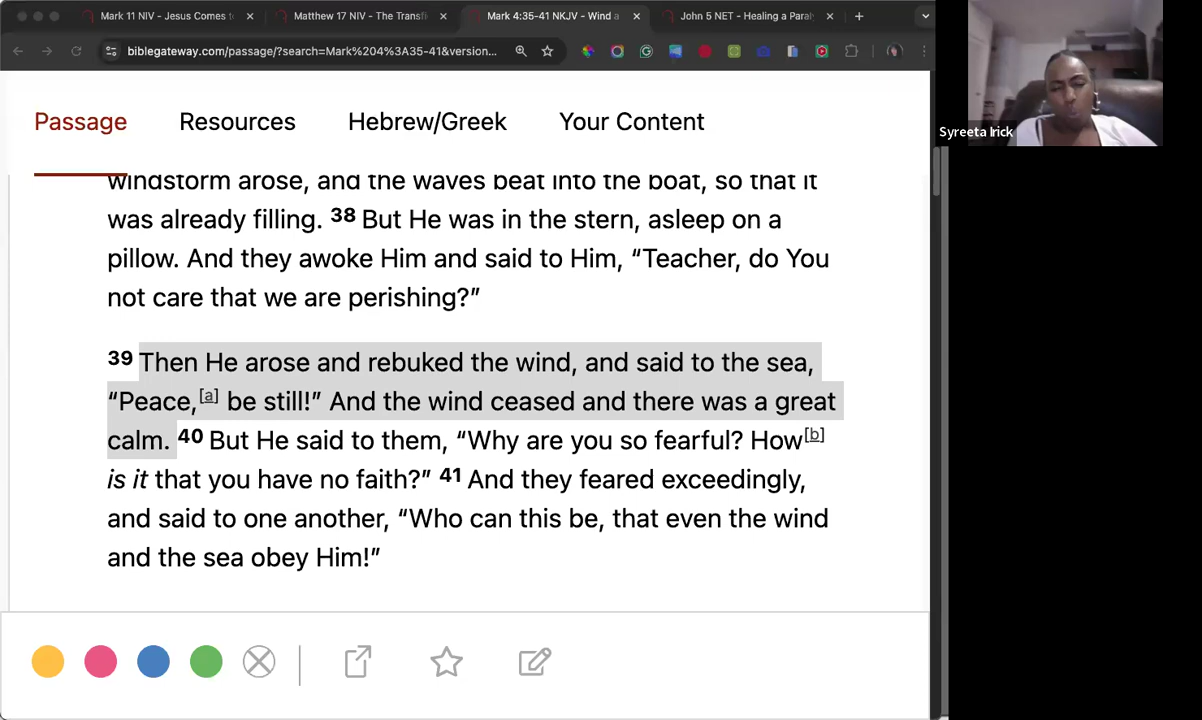 Mark 11 NIV - Jesus Comes to
Matthew 17 NIV - The Transfi
Mark 4:35-41 NKJV - Wind a
John 5 NET - Healing a Paral
biblegateway.com/passage/?search=Mark%204%3A35-41&version...
Passage
Resources
Hebrew/Greek
Your Content
windstorm arose, and the waves beat into the boat, so that it
was already filling. 38 But He was in the stern, asleep on a
pillow. And they awoke Him and said to Him, “Teacher, do You
not care that we are perishing?”
39 Then He arose and rebuked the wind, and said to the sea,
“Peace,[a] be still!” And the wind ceased and there was a great
calm. 40 But He said to them, “Why are you so fearful? How[b]
is it that you have no faith?” 41 And they feared exceedingly,
and said to one another, “Who can this be, that even the wind
and the sea obey Him!”
Syreeta Irick